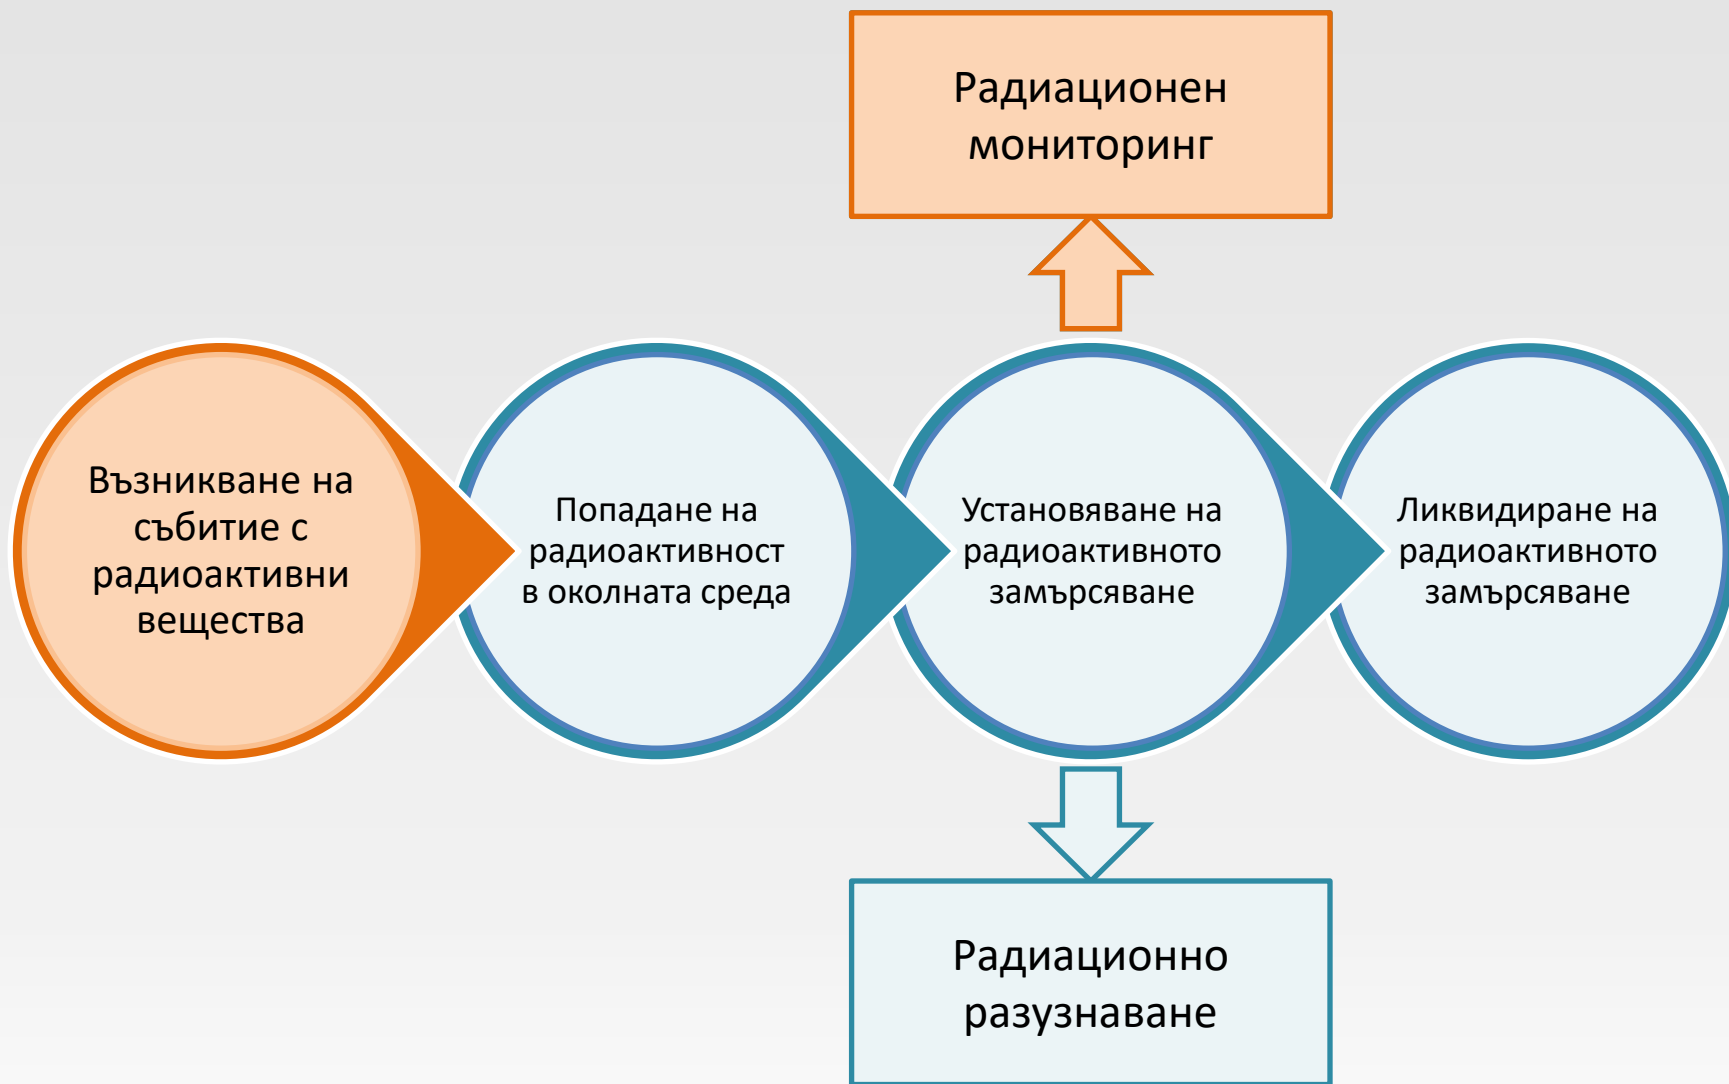 Радиационен
мониторинг
Възникване на
събитие с
радиоактивни
вещества
Попадане на
радиоактивност
в околната среда
Установяване на
радиоактивното
замърсяване
Ликвидиране на
радиоактивното
замърсяване
Радиационно
разузнаване